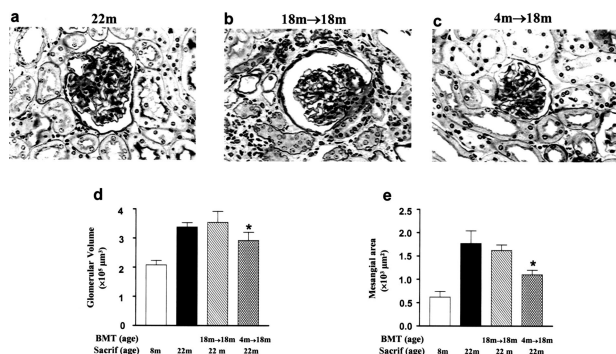 a 22m
b 18m→18m
c 4m→18m
d
Glomerular Volume
(×10⁵ μm³)
4
3
2
1
0
*
BMT (age) 18m→18m 4m→18m
Sacrif (age) 8m 22m 22 m 22m
e
Mesangial area
(×10³ μm²)
2.5
2.0
1.5
1.0
0.5
0
*
BMT (age) 18m→18m 4m→18m
Sacrif (age) 8m 22m 22 m 22m